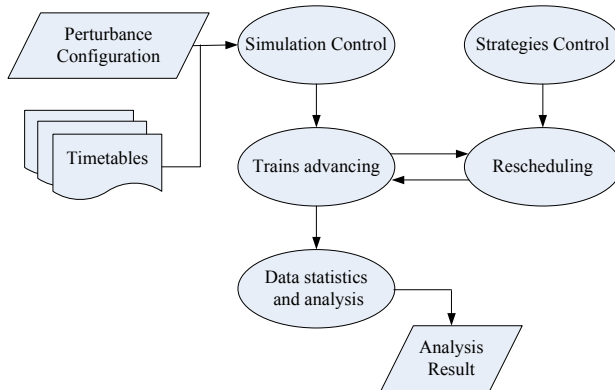 Perturbance
Configuration
Simulation Control
Strategies Control
Timetables
Trains advancing
Rescheduling
Data statistics
and analysis
Analysis
Result